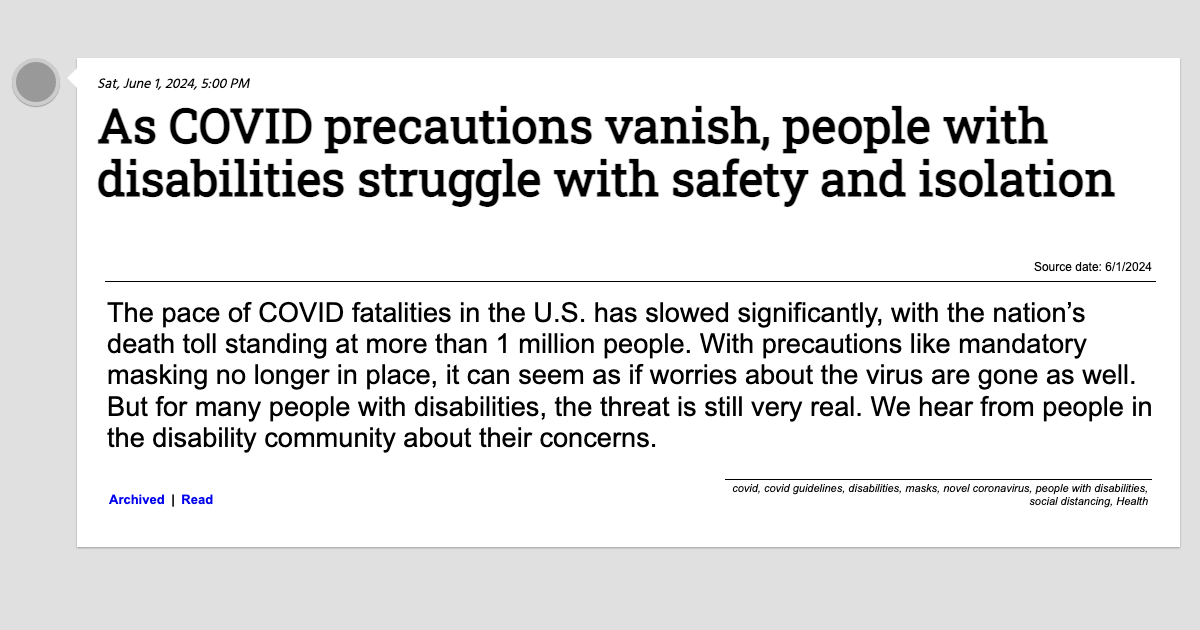 Sat, June 1, 2024, 5:00 PM
As COVID precautions vanish, people with
disabilities struggle with safety and isolation
Source date: 6/1/2024
The pace of COVID fatalities in the U.S. has slowed significantly, with the nation’s
death toll standing at more than 1 million people. With precautions like mandatory
masking no longer in place, it can seem as if worries about the virus are gone as well.
But for many people with disabilities, the threat is still very real. We hear from people in
the disability community about their concerns.
Archived | Read
covid, covid guidelines, disabilities, masks, novel coronavirus, people with disabilities,
social distancing, Health